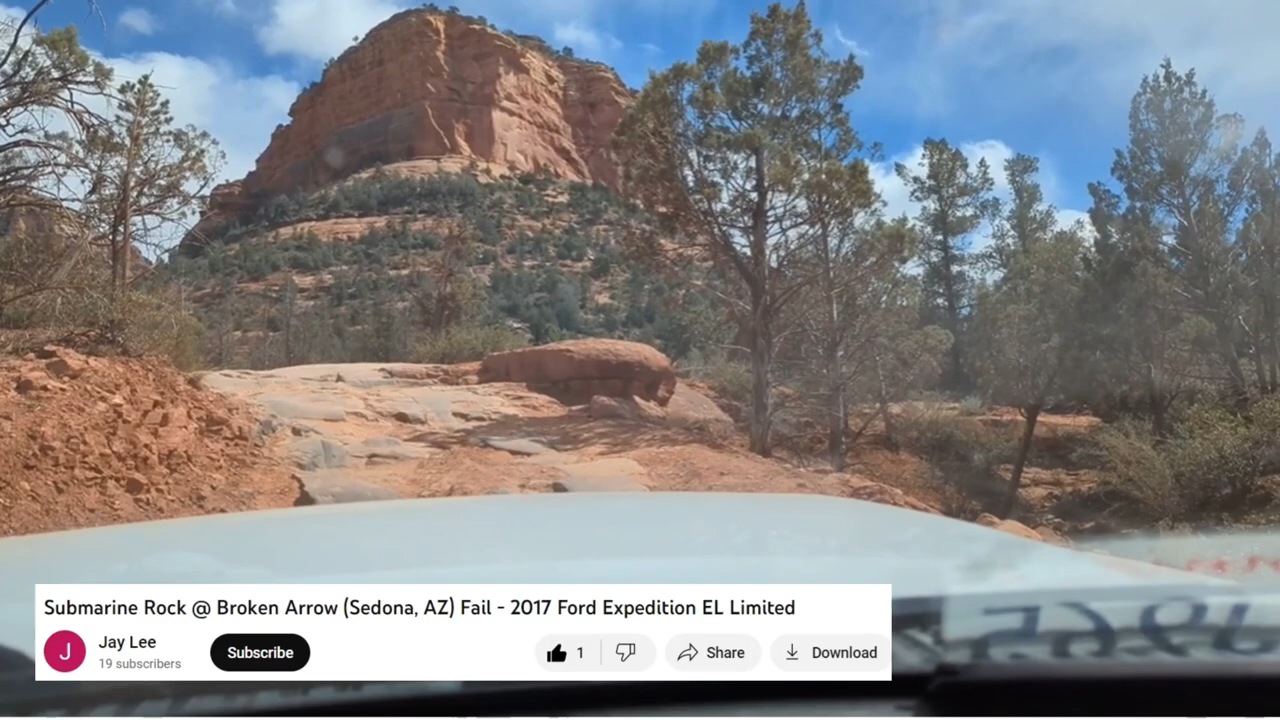 Submarine Rock @ Broken Arrow (Sedona, AZ) Fail - 2017 Ford Expedition EL Limited
J
Jay Lee
19 subscribers
Subscribe
1
Share
Download